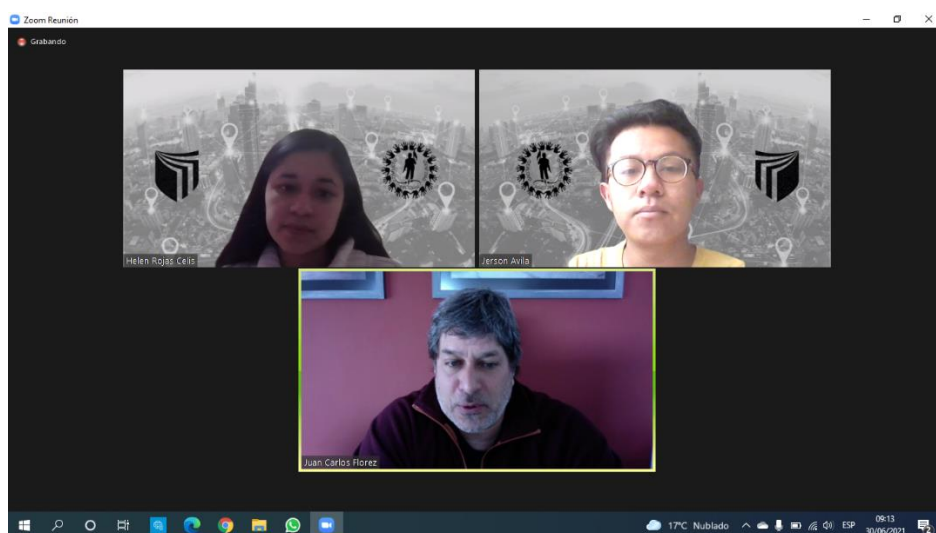 Zoom Reunión
Grabando
Helen Rojas Celis
Jerson Avila
Juan Carlos Florez
17°C Nublado
ESP
09:13
30/06/2021
2